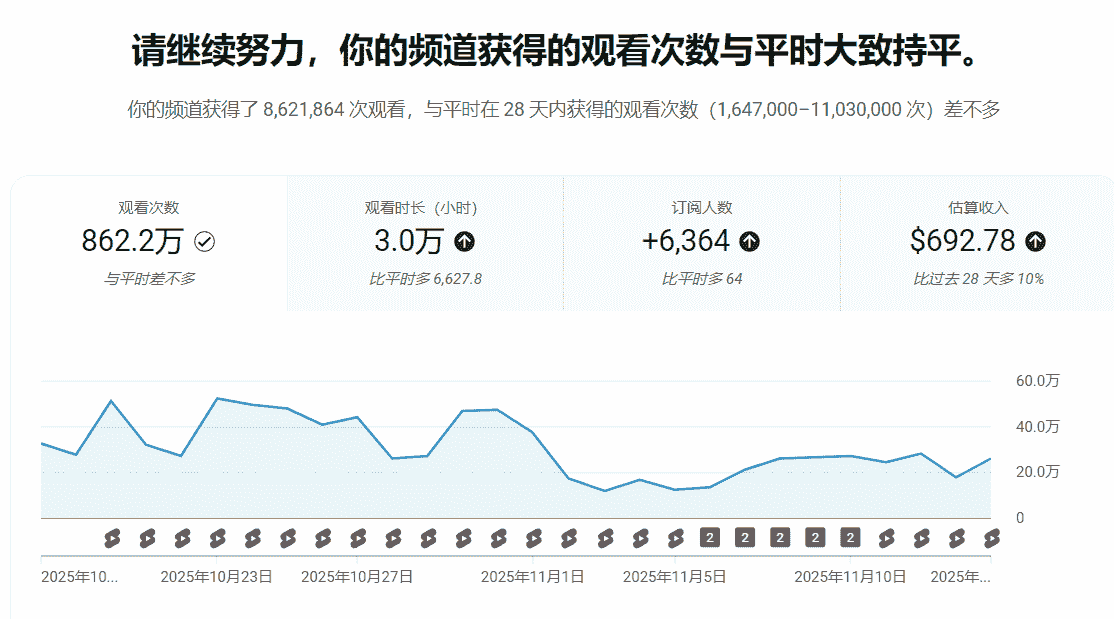 请继续努力，你的频道获得的观看次数与平时大致持平。
你的频道获得了 8,621,864 次观看，与平时在 28 天内获得的观看次数（1,647,000–11,030,000 次）差不多
观看次数
862.2万
与平时差不多
观看时长（小时）
3.0万
比平时多 6,627.8
订阅人数
+6,364
比平时多 64
估算收入
$692.78
比过去 28 天多 10%
60.0万
40.0万
20.0万
0
2 2 2 2 2
2025年10... 2025年10月23日 2025年10月27日 2025年11月1日 2025年11月5日 2025年11月10日 2025年...